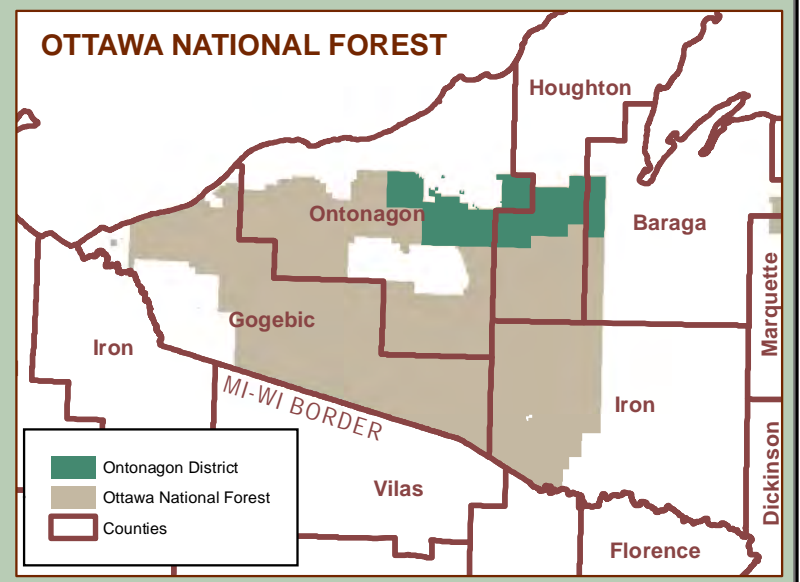 OTTAWA NATIONAL FOREST
Houghton
Ontonagon
Baraga
Marquette
Gogebic
Iron
Iron
MI-WI BORDER
Vilas
Dickinson
Florence
Ontonagon District
Ottawa National Forest
Counties